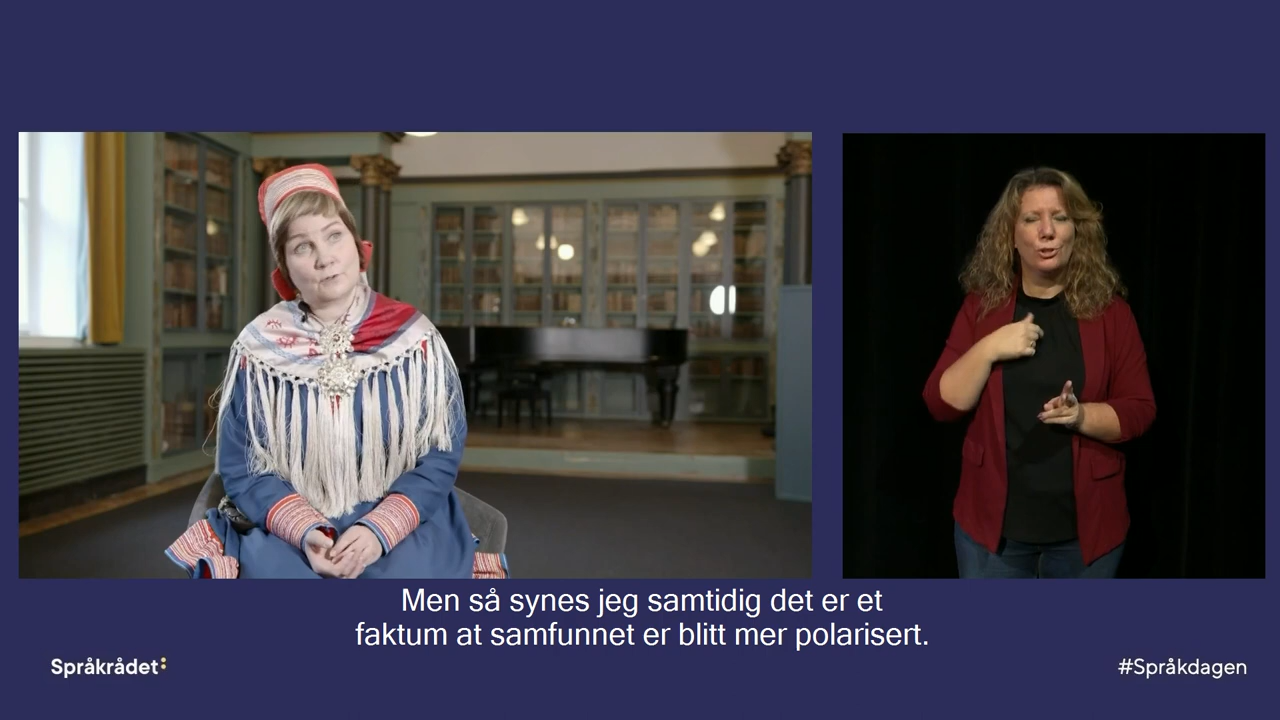 Men så synes jeg samtidig det er et
faktum at samfunnet er blitt mer polarisert.
Språkrådet:
#Språkdagen